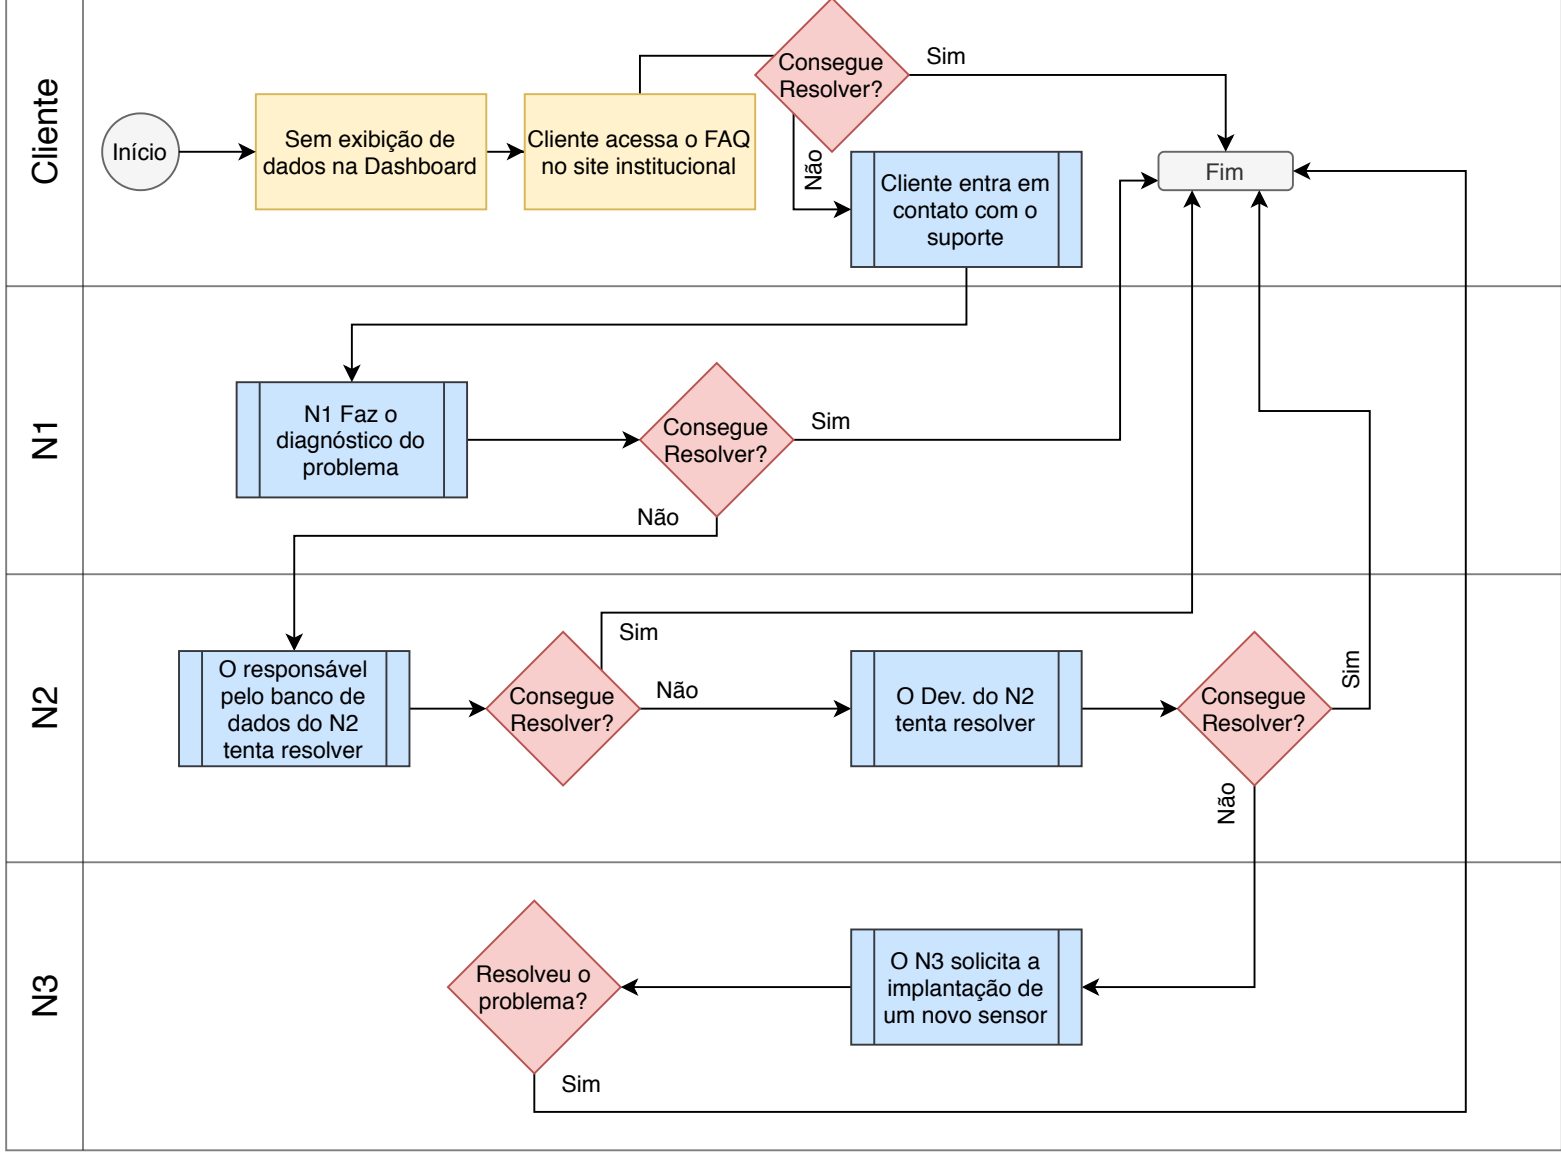 Cliente
Início
Sem exibição de
dados na Dashboard
Cliente acessa o FAQ
no site institucional
Consegue
Resolver?
Sim
Não
Cliente entra em
contato com o
suporte
Fim
N1
N1 Faz o
diagnóstico do
problema
Consegue
Resolver?
Sim
Não
N2
O responsável
pelo banco de
dados do N2
tenta resolver
Consegue
Resolver?
Sim
Não
O Dev. do N2
tenta resolver
Consegue
Resolver?
Sim
Não
N3
O N3 solicita a
implantação de
um novo sensor
Resolveu o
problema?
Sim